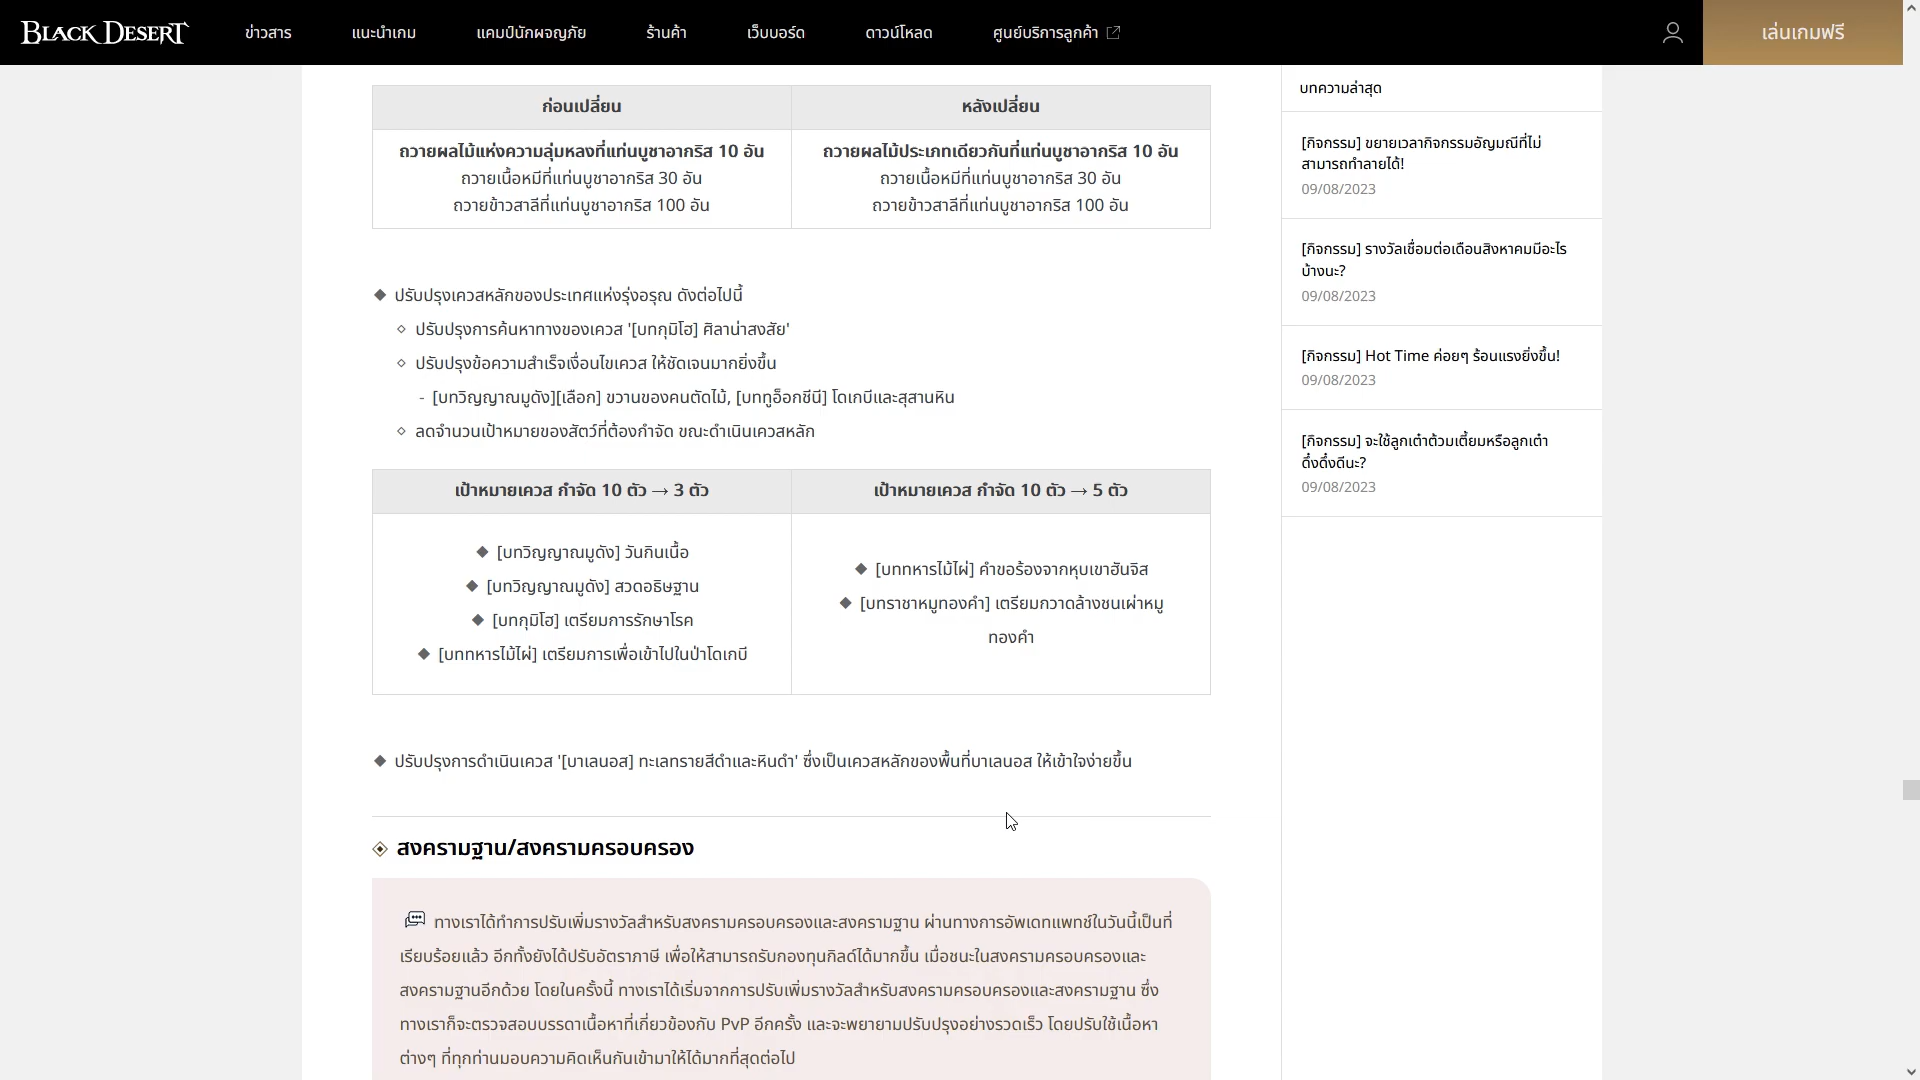 BLACK DESERT ข่าวสาร แนะนำเกม แคมป์นักผจญภัย ร้านค้า เว็บบอร์ด ดาวน์โหลด ศูนย์บริการลูกค้า เล่นเกมฟรี
ก่อนเปลี่ยน หลังเปลี่ยน
ถวายผลไม้แห่งความลุ่มหลงที่แท่นบูชาอากริส 10 อัน
ถวายเนื้อหมีที่แท่นบูชาอากริส 30 อัน
ถวายข้าวสาลีที่แท่นบูชาอากริส 100 อัน
ถวายผลไม้ประเภทเดียวกันที่แท่นบูชาอากริส 10 อัน
ถวายเนื้อหมีที่แท่นบูชาอากริส 30 อัน
ถวายข้าวสาลีที่แท่นบูชาอากริส 100 อัน
◆ ปรับปรุงเควสหลักของประเทศแห่งรุ่งอรุณ ดังต่อไปนี้
◇ ปรับปรุงการค้นหาทางของเควส '[บทกุมิโฮ] ศิลาน่าสงสัย'
◇ ปรับปรุงข้อความสำเร็จเงื่อนไขเควส ให้ชัดเจนมากยิ่งขึ้น
- [บทวิญญาณมูดัง][เลือก] ขวานของคนตัดไม้, [บททูอ็อกชีนี] โดเกบีและสุสานหิน
◇ ลดจำนวนเป้าหมายของสัตว์ที่ต้องกำจัด ขณะดำเนินเควสหลัก
เป้าหมายเควส กำจัด 10 ตัว → 3 ตัว เป้าหมายเควส กำจัด 10 ตัว → 5 ตัว
◆ [บทวิญญาณมูดัง] วันกินเนื้อ
◆ [บทวิญญาณมูดัง] สวดอธิษฐาน
◆ [บทกุมิโฮ] เตรียมการรักษาโรค
◆ [บททหารไม้ไผ่] เตรียมการเพื่อเข้าไปในป่าโดเกบี
◆ [บททหารไม้ไผ่] คำขอร้องจากหุบเขาฮันจิส
◆ [บทราชาหมูทองคำ] เตรียมกวาดล้างชนเผ่าหมู
ทองคำ
◆ ปรับปรุงการดำเนินเควส '[บาเลนอส] ทะเลทรายสีดำและหินดำ' ซึ่งเป็นเควสหลักของพื้นที่บาเลนอส ให้เข้าใจง่ายขึ้น
สงครามฐาน/สงครามครอบครอง
ทางเราได้ทำการปรับเพิ่มรางวัลสำหรับสงครามครอบครองและสงครามฐาน ผ่านทางการอัพเดทแพทช์ในวันนี้เป็นที่
เรียบร้อยแล้ว อีกทั้งยังได้ปรับอัตราภาษี เพื่อให้สามารถรับกองทุนกิลด์ได้มากขึ้น เมื่อชนะในสงครามครอบครองและ
สงครามฐานอีกด้วย โดยในครั้งนี้ ทางเราได้เริ่มจากการปรับเพิ่มรางวัลสำหรับสงครามครอบครองและสงครามฐาน ซึ่ง
ทางเราก็จะตรวจสอบบรรดาเนื้อหาที่เกี่ยวข้องกับ PvP อีกครั้ง และจะพยายามปรับปรุงอย่างรวดเร็ว โดยปรับใช้เนื้อหา
ต่างๆ ที่ทุกท่านมอบความคิดเห็นกันเข้ามาให้ได้มากที่สุดต่อไป
บทความล่าสุด
[กิจกรรม] ขยายเวลากิจกรรมอัญมณีที่ไม่
สามารถทำลายได้!
09/08/2023
[กิจกรรม] รางวัลเชื่อมต่อเดือนสิงหาคมมีอะไร
บ้างนะ?
09/08/2023
[กิจกรรม] Hot Time ค่อยๆ ร้อนแรงยิ่งขึ้น!
09/08/2023
[กิจกรรม] จะใช้ลูกเต๋าต้วมเตี้ยมหรือลูกเต๋า
ดึ๋งดึ๋งดีนะ?
09/08/2023